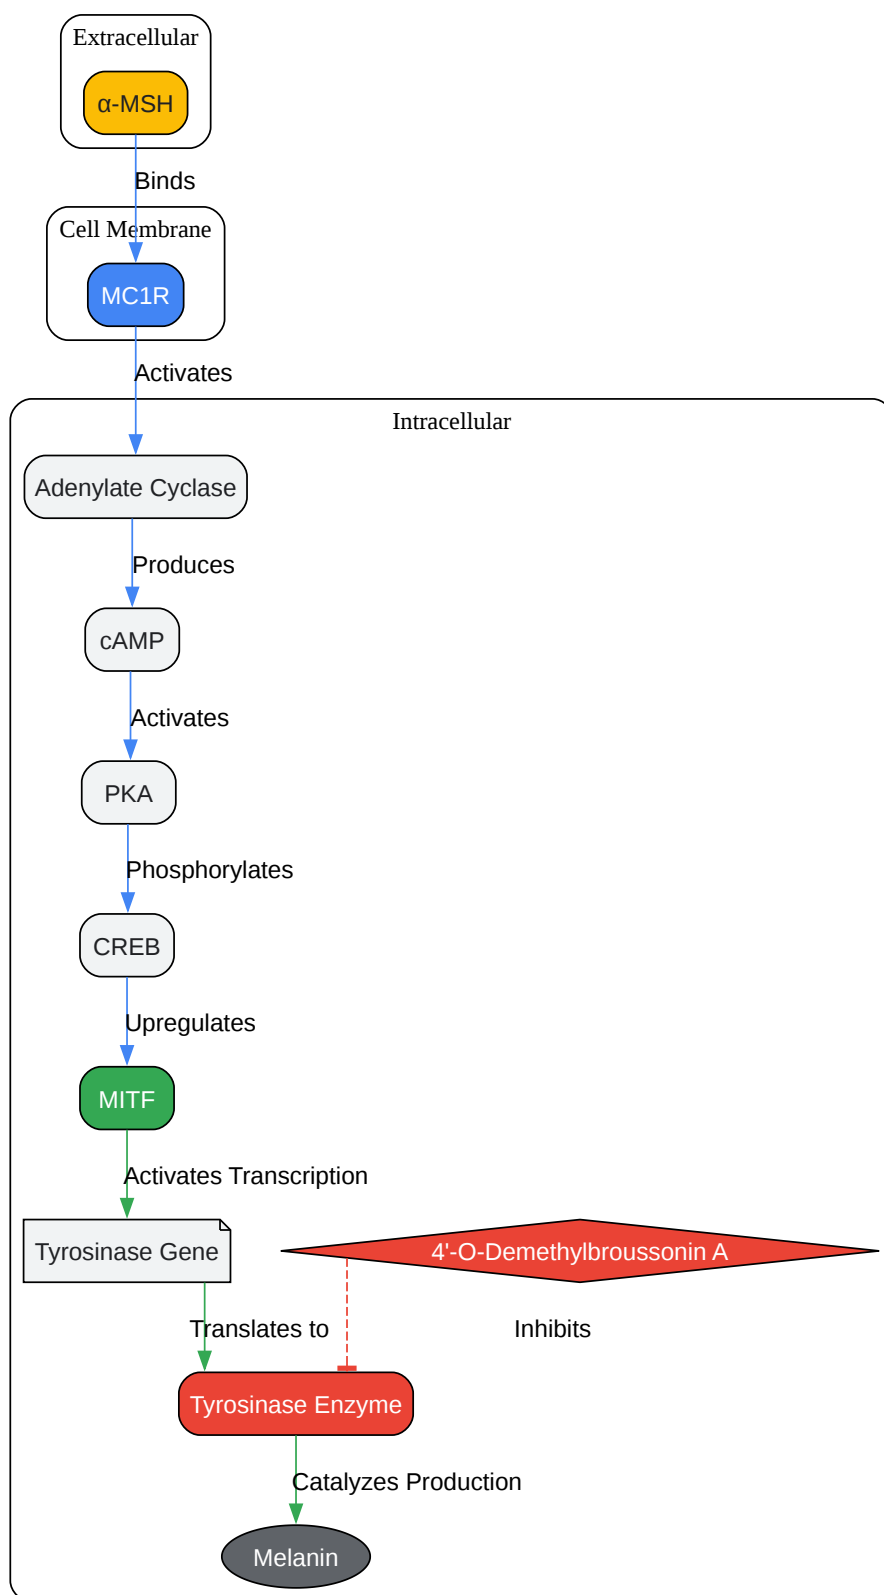 Extracellular
α-MSH
Binds
Cell Membrane
MC1R
Activates
Intracellular
Adenylate Cyclase
Produces
cAMP
Activates
PKA
Phosphorylates
CREB
Upregulates
MITF
Activates Transcription
Tyrosinase Gene
4'-O-Demethylbroussonin A
Translates to
Inhibits
Tyrosinase Enzyme
Catalyzes Production
Melanin